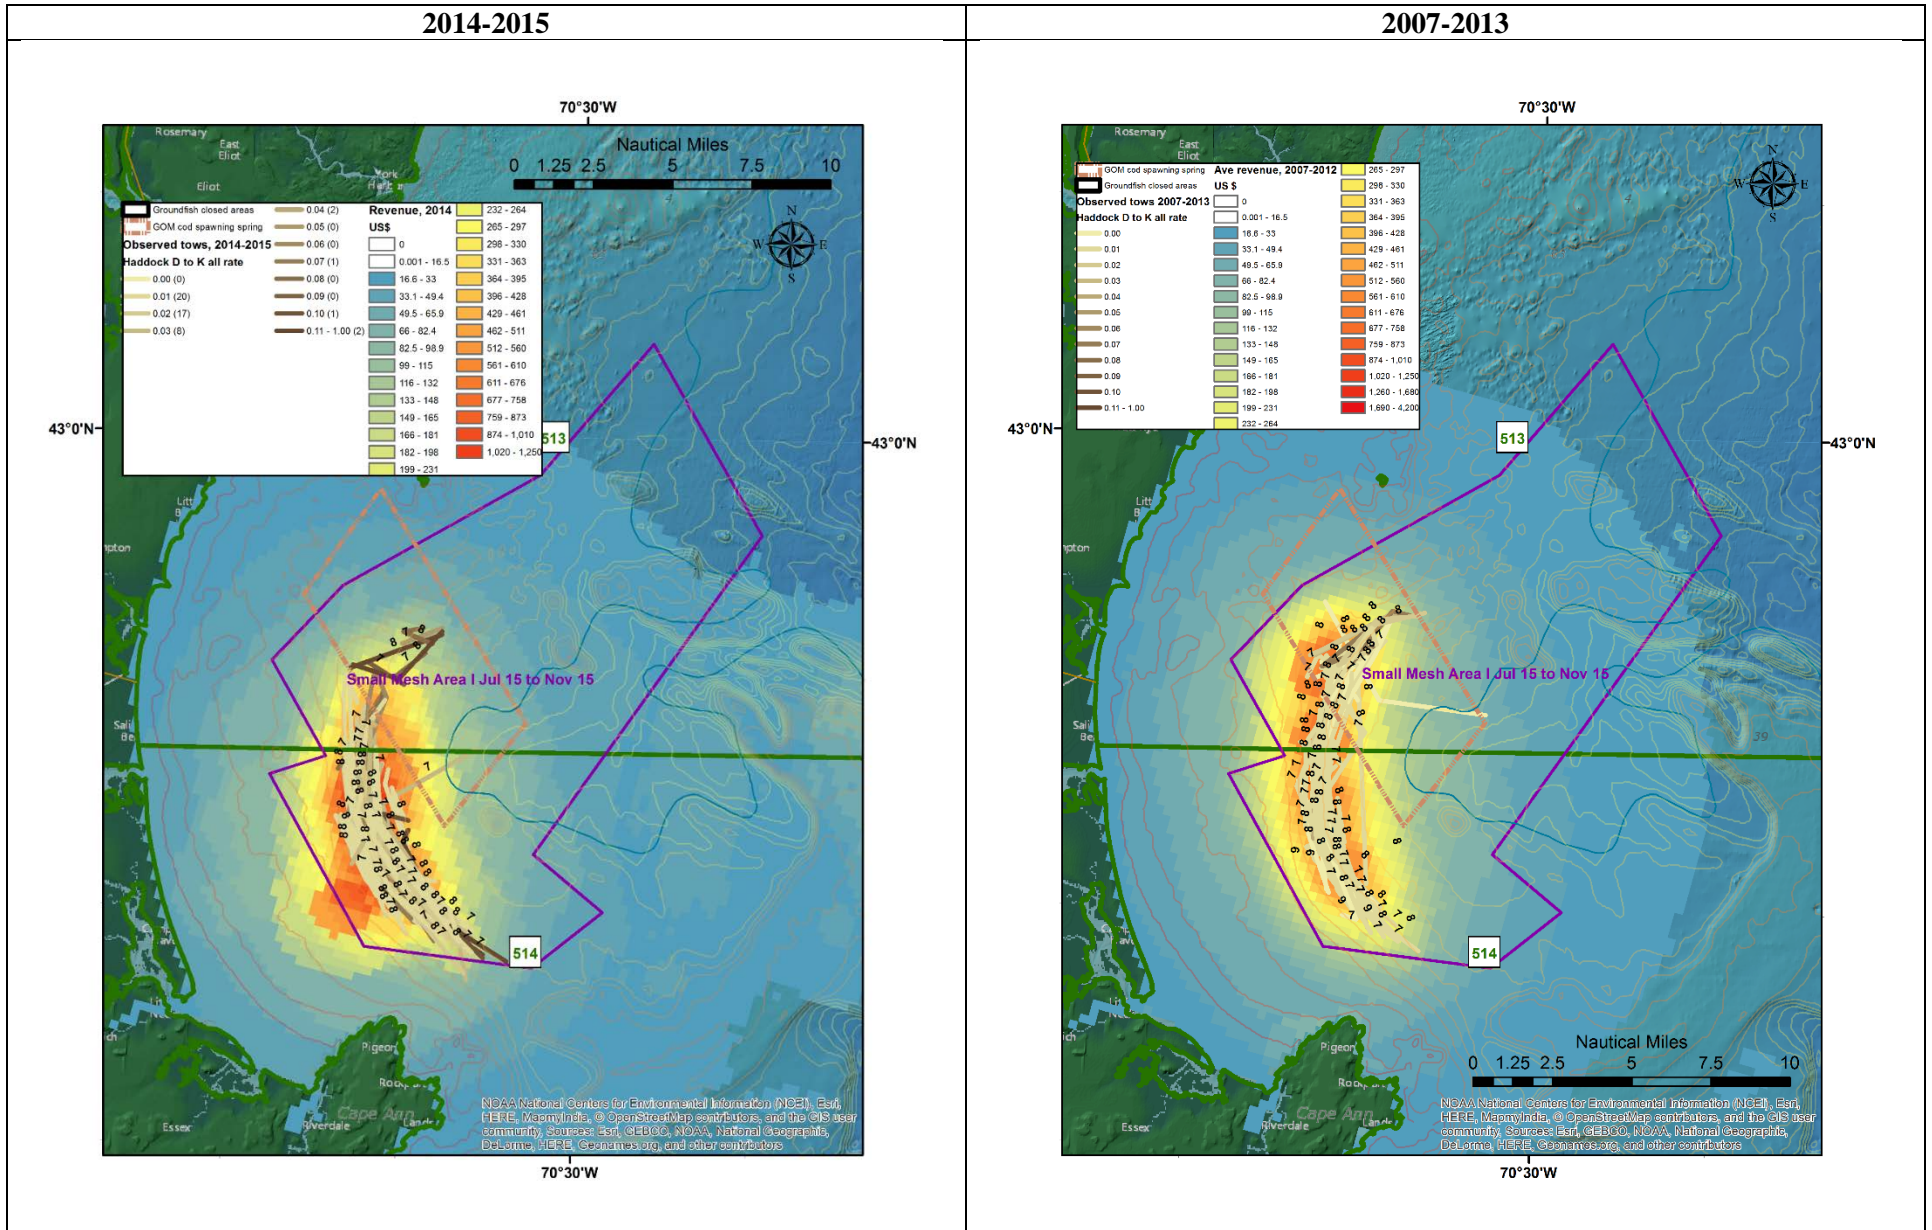 2014-2015
2007-2013
70°30'W
Rosemary
East
Eliot
Eliot
Nautical Miles
0 1.25 2.5 5 7.5 10
N
W E
S
Groundfish closed areas
GOM cod spawning spring
Observed tows, 2014-2015
Haddock D to K all rate
0.00 (0)
0.01 (20)
0.02 (17)
0.03 (8)
0.04 (2)
0.05 (0)
0.06 (0)
0.07 (1)
0.08 (0)
0.09 (0)
0.10 (1)
0.11 - 1.00 (2)
Revenue, 2014
US$
0
0.001 - 16.5
16.6 - 33
33.1 - 49.4
49.5 - 65.9
66 - 82.4
82.5 - 98.9
99 - 115
116 - 132
133 - 148
149 - 165
166 - 181
182 - 198
199 - 231
232 - 264
265 - 297
298 - 330
331 - 363
364 - 395
396 - 428
429 - 461
462 - 511
512 - 560
561 - 610
611 - 676
677 - 758
759 - 873
874 - 1,010
1,020 - 1,250
43°0'N
43°0'N
513
Small Mesh Area I Jul 15 to Nov 15
514
Pigeon
Cape Ann
Riverdale
Essex
NOAA National Centers for Environmental Information (NCEI), Esri,
HERE, MapmyIndia, © OpenStreetMap contributors, and the GIS user
community, Sources: Esri, GEBCO, NOAA, National Geographic,
DeLorme, HERE, Geonames.org, and other contributors
70°30'W
70°30'W
Rosemary
East
Eliot
N
W E
S
GOM cod spawning spring
Groundfish closed areas
Observed tows 2007-2013
Haddock D to K all rate
0.00
0.01
0.02
0.03
0.04
0.05
0.06
0.07
0.08
0.09
0.10
0.11 - 1.00
Ave revenue, 2007-2012
US $
0
0.001 - 16.5
16.6 - 33
33.1 - 49.4
49.5 - 65.9
66 - 82.4
82.5 - 98.9
99 - 115
116 - 132
133 - 148
149 - 165
166 - 181
182 - 198
199 - 231
232 - 264
265 - 297
298 - 330
331 - 363
364 - 395
396 - 428
429 - 461
462 - 511
512 - 560
561 - 610
611 - 676
677 - 758
759 - 873
874 - 1,010
1,020 - 1,250
1,260 - 1,680
1,690 - 4,200
43°0'N
43°0'N
513
Small Mesh Area I Jul 15 to Nov 15
39
514
Nautical Miles
0 1.25 2.5 5 7.5 10
Pigeon
Cape Ann
Riverdale
Essex
NOAA National Centers for Environmental Information (NCEI), Esri,
HERE, MapmyIndia, © OpenStreetMap contributors, and the GIS user
community, Sources: Esri, GEBCO, NOAA, National Geographic,
DeLorme, HERE, Geonames.org, and other contributors
70°30'W